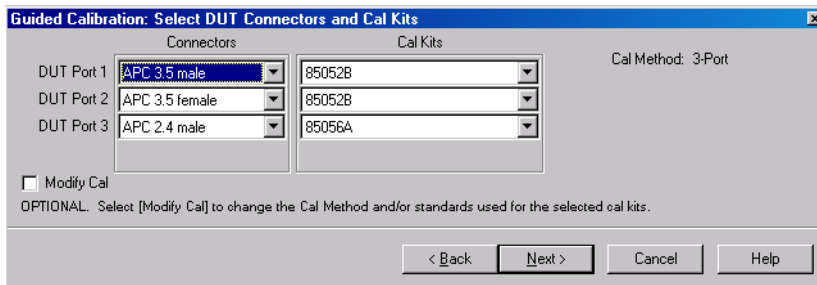 Guided Calibration: Select DUT Connectors and Cal Kits
Connectors Cal Kits
Cal Method: 3-Port
DUT Port 1 APC 3.5 male 85052B
DUT Port 2 APC 3.5 female 85052B
DUT Port 3 APC 2.4 male 85056A
Modify Cal
OPTIONAL. Select [Modify Cal] to change the Cal Method and/or standards used for the selected cal kits.
< Back Next > Cancel Help